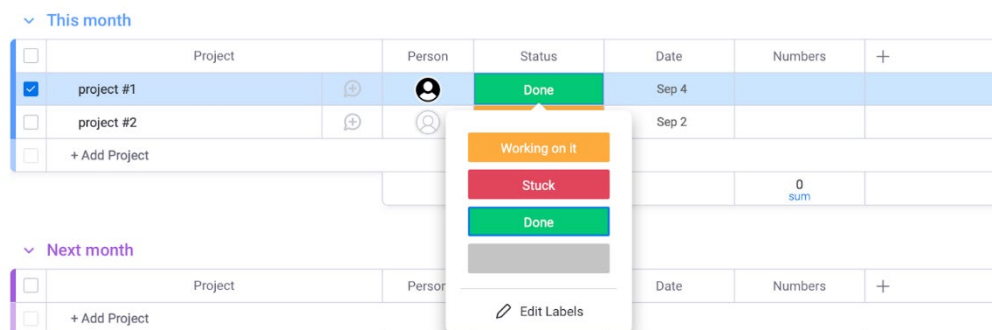 This month
Project Person Status Date Numbers +
project #1 Done Sep 4
project #2 Sep 2
+ Add Project
Working on it
Stuck
0
sum
Done
Next month
Project Person Date Numbers +
+ Add Project
Edit Labels